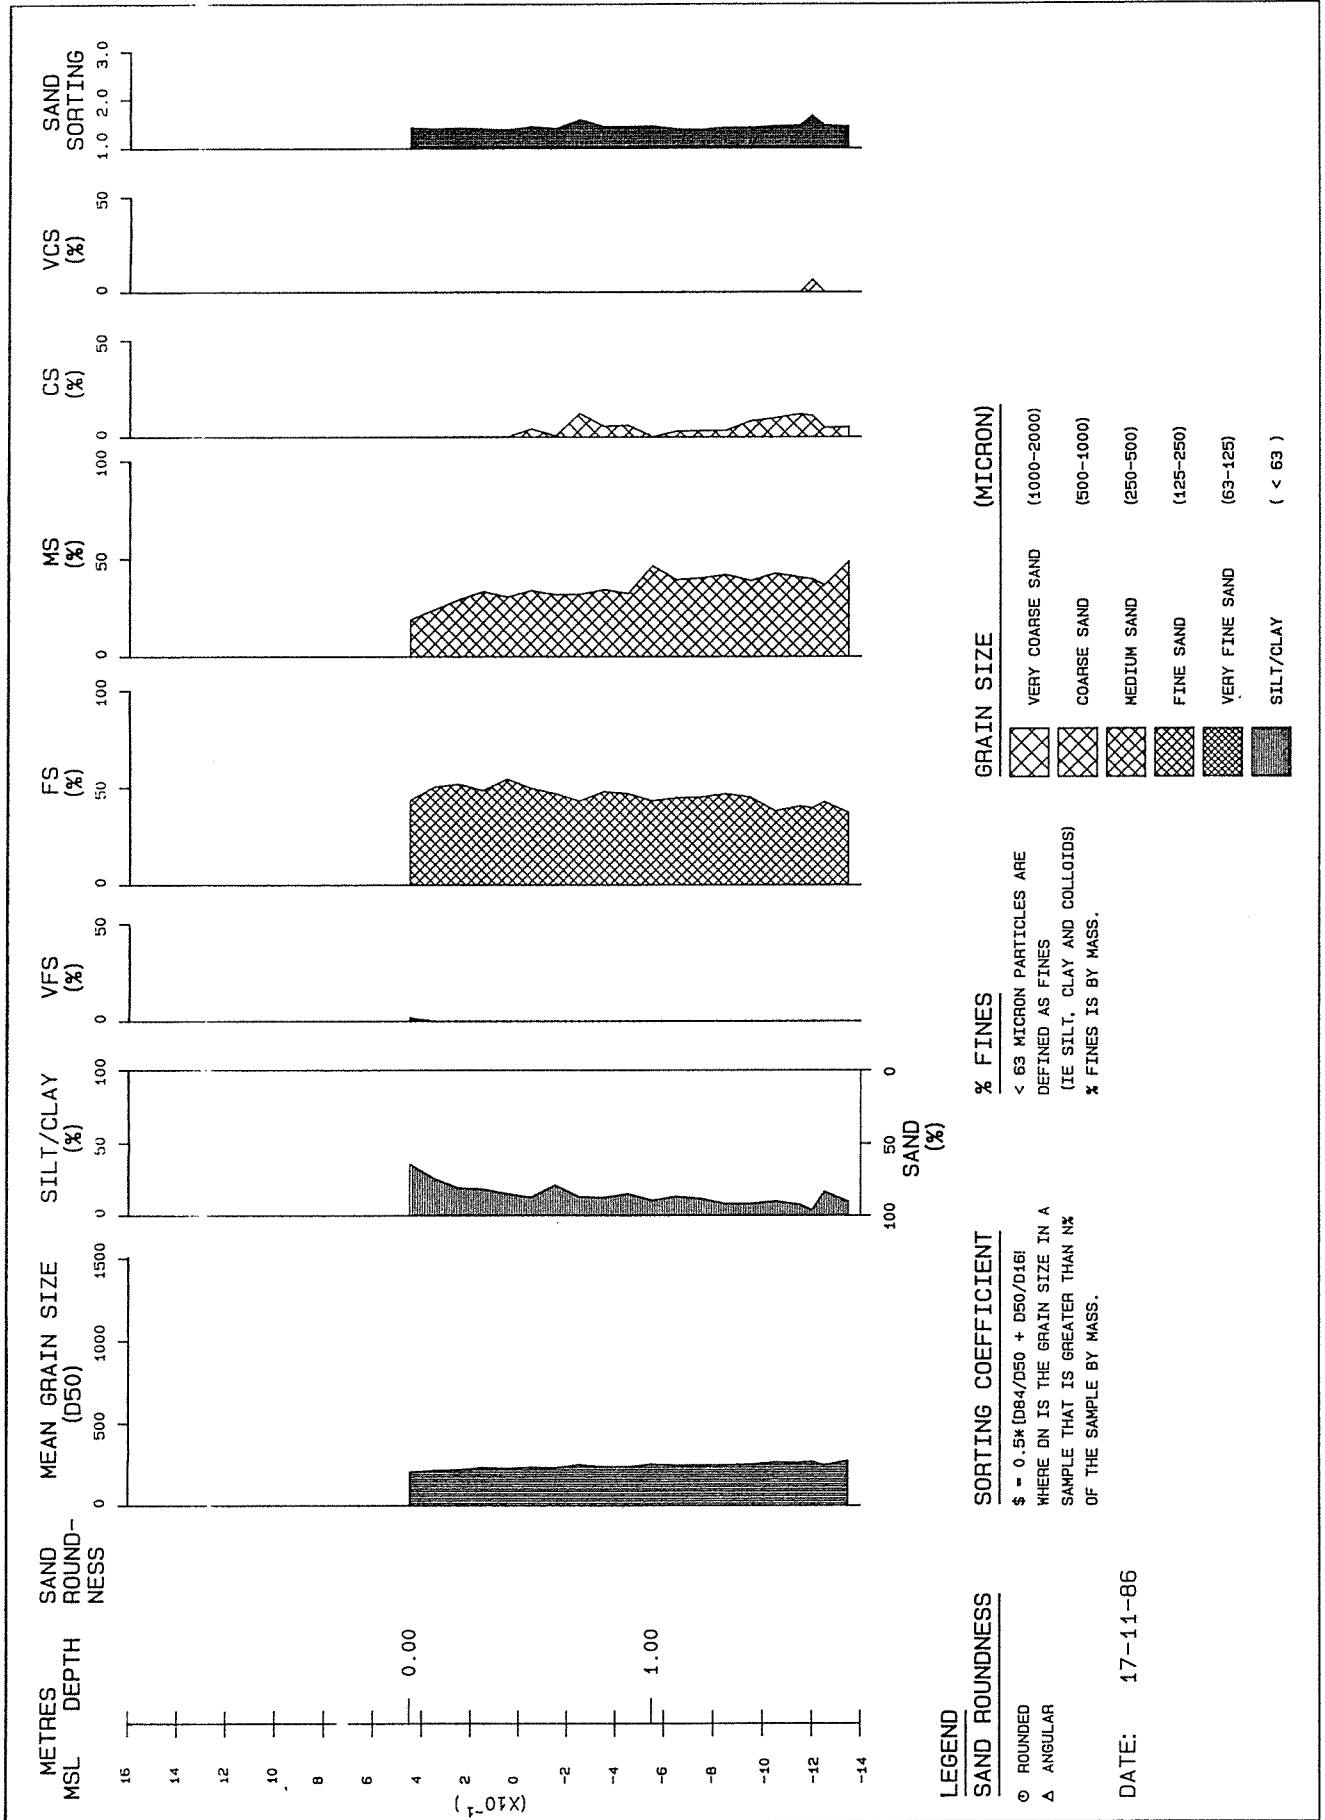 METRES
MSL DEPTH
SAND
ROUND-
NESS
MEAN GRAIN SIZE
(D50)
0 500 1000 1500
SILT/CLAY
(%)
0 50 100
VFS
(%)
0 50
FS
(%)
0 50 100
MS
(%)
0 50 100
CS
(%)
0 50
VCS
(%)
0 50
SAND
SORTING
1.0 2.0 3.0
16
14
12
10
8
6
4
2
0
-2
-4
-6
-8
-10
-12
-14
(X10⁻¹)
0.00
1.00
100 50 0
SAND
(%)
LEGEND
SAND ROUNDNESS
ROUNDED
ANGULAR
DATE: 17-11-86
SORTING COEFFICIENT
$ = 0.5*[D84/D50 + D50/D16!
WHERE DN IS THE GRAIN SIZE IN A
SAMPLE THAT IS GREATER THAN N%
OF THE SAMPLE BY MASS.
% FINES
< 63 MICRON PARTICLES ARE
DEFINED AS FINES
(IE SILT, CLAY AND COLLOIDS)
% FINES IS BY MASS.
GRAIN SIZE (MICRON)
VERY COARSE SAND (1000-2000)
COARSE SAND (500-1000)
MEDIUM SAND (250-500)
FINE SAND (125-250)
VERY FINE SAND (63-125)
SILT/CLAY ( < 63 )